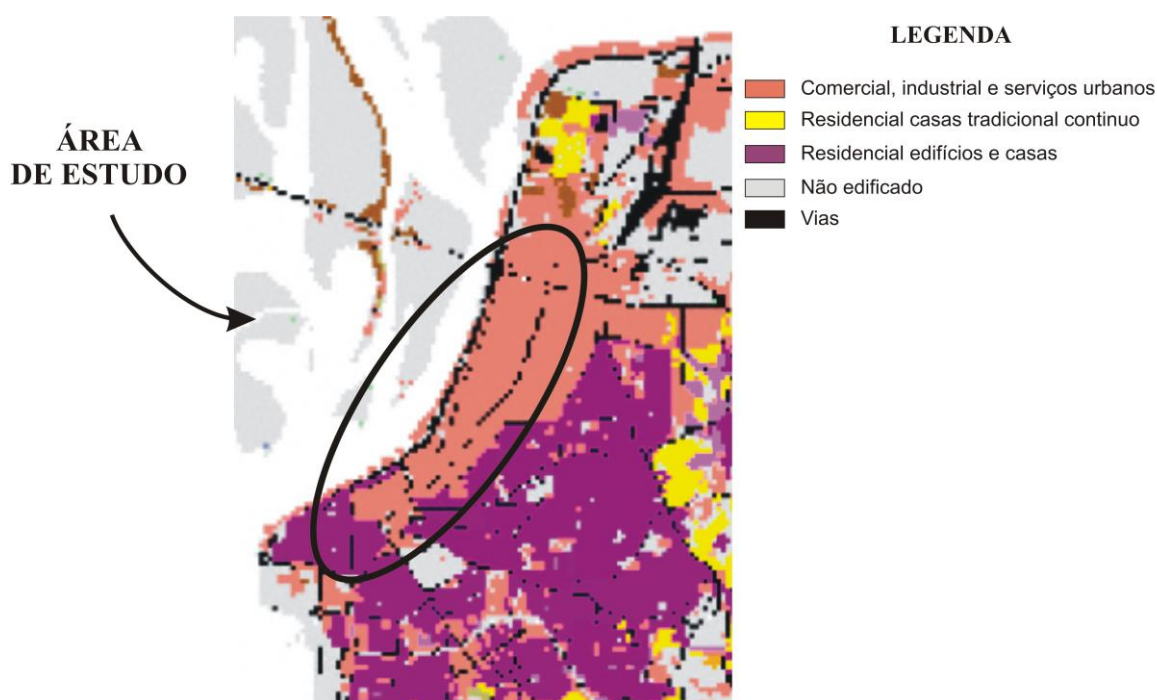 ÁREA
DE ESTUDO
LEGENDA
Comercial, industrial e serviços urbanos
Residencial casas tradicional continuo
Residencial edifícios e casas
Não edificado
Vias